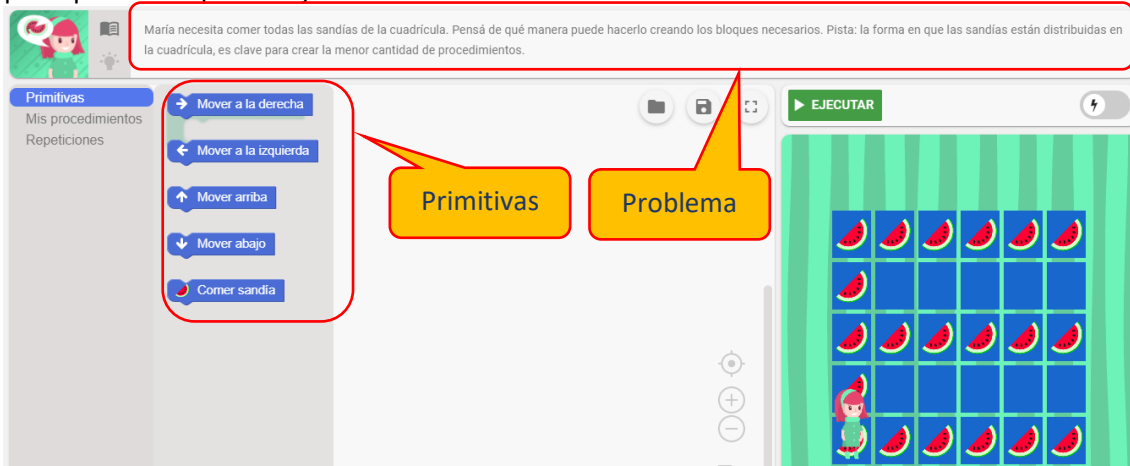 María necesita comer todas las sandías de la cuadrícula. Pensá de qué manera puede hacerlo creando los bloques necesarios. Pista: la forma en que las sandías están distribuidas en
la cuadrícula, es clave para crear la menor cantidad de procedimientos.
Primitivas
Mis procedimientos
Repeticiones
Mover a la derecha
Mover a la izquierda
Mover arriba
Mover abajo
Comer sandía
EJECUTAR
Primitivas
Problema